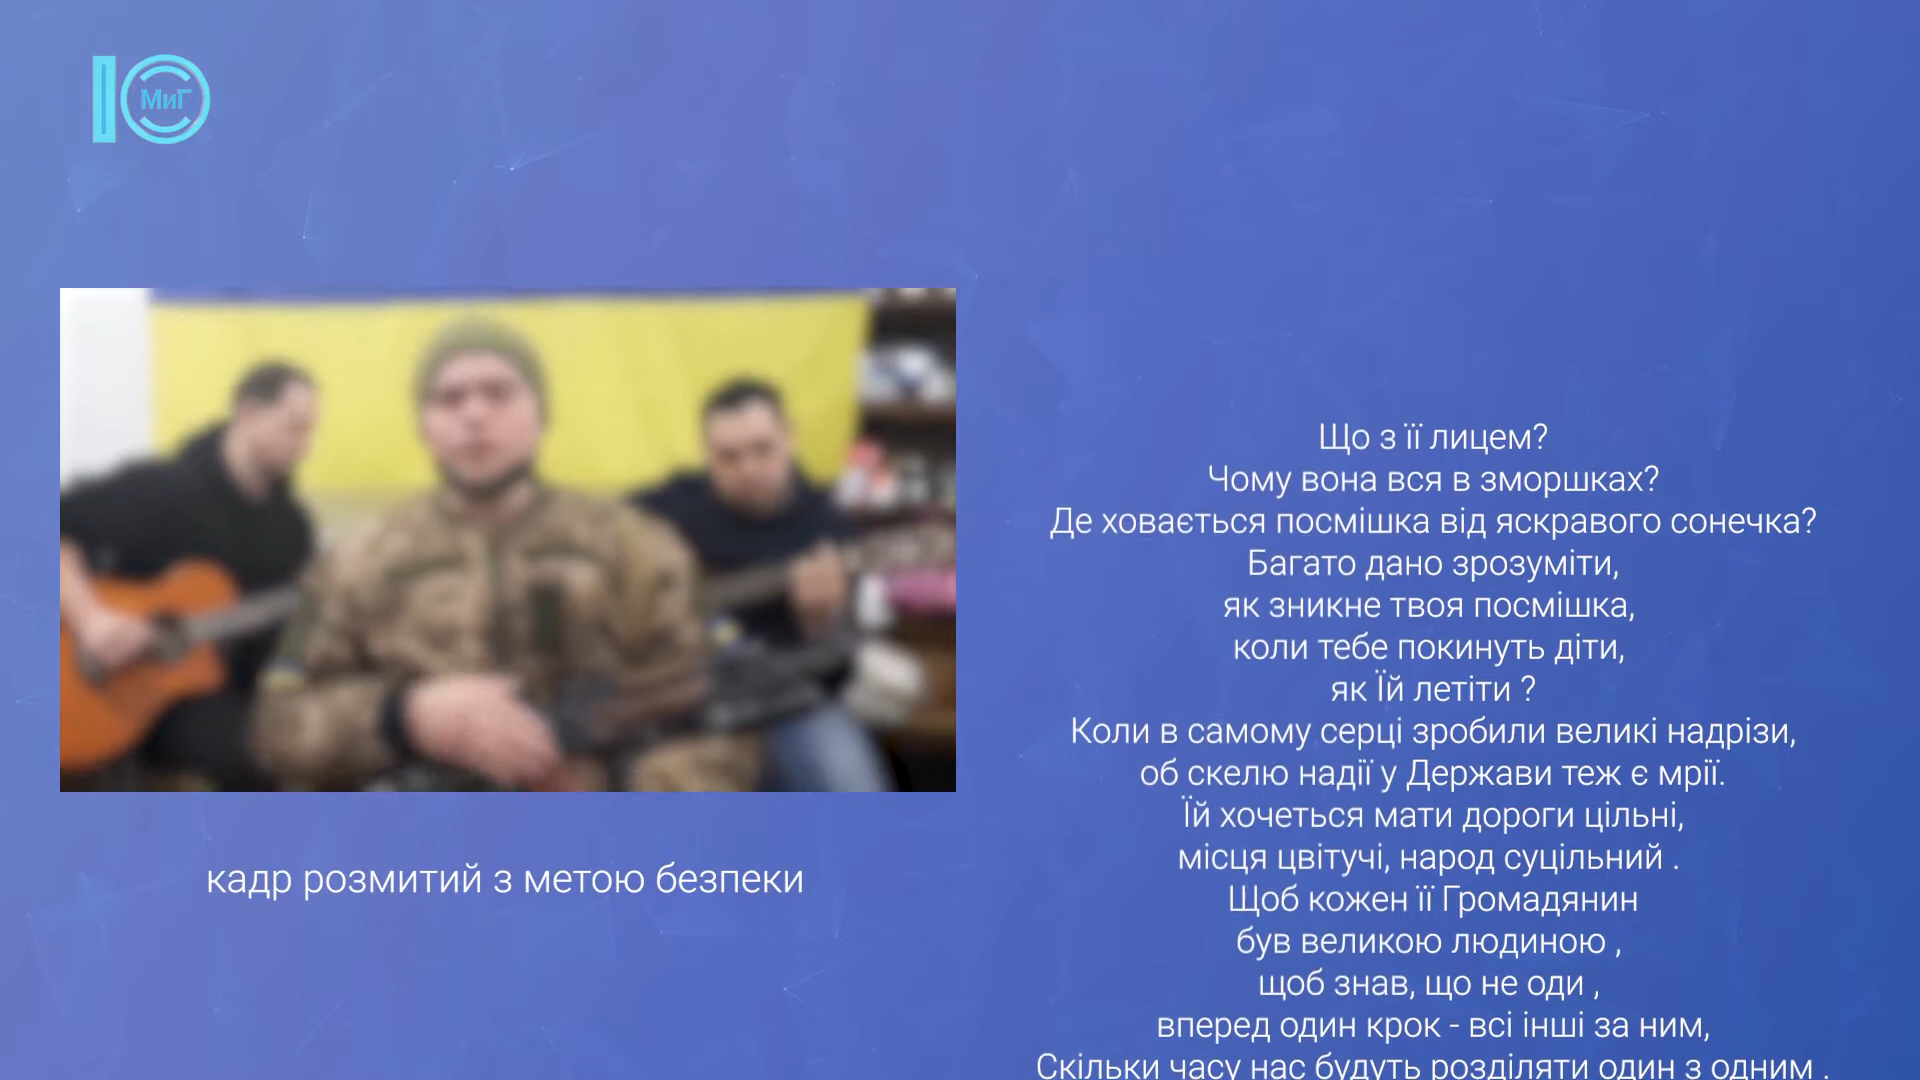 МиГ
Що з її лицем?
Чому вона вся в зморшках?
Де ховається посмішка від яскравого сонечка?
Багато дано зрозуміти,
як зникне твоя посмішка,
коли тебе покинуть діти,
як Їй летіти ?
Коли в самому серці зробили великі надрізи,
об скелю надії у Держави теж є мрії.
Їй хочеться мати дороги цільні,
місця цвітучі, народ суцільний .
Щоб кожен її Громадянин
був великою людиною ,
щоб знав, що не оди ,
вперед один крок - всі інші за ним,
Скільки часу нас будуть розділяти один з одним .
кадр розмитий з метою безпеки